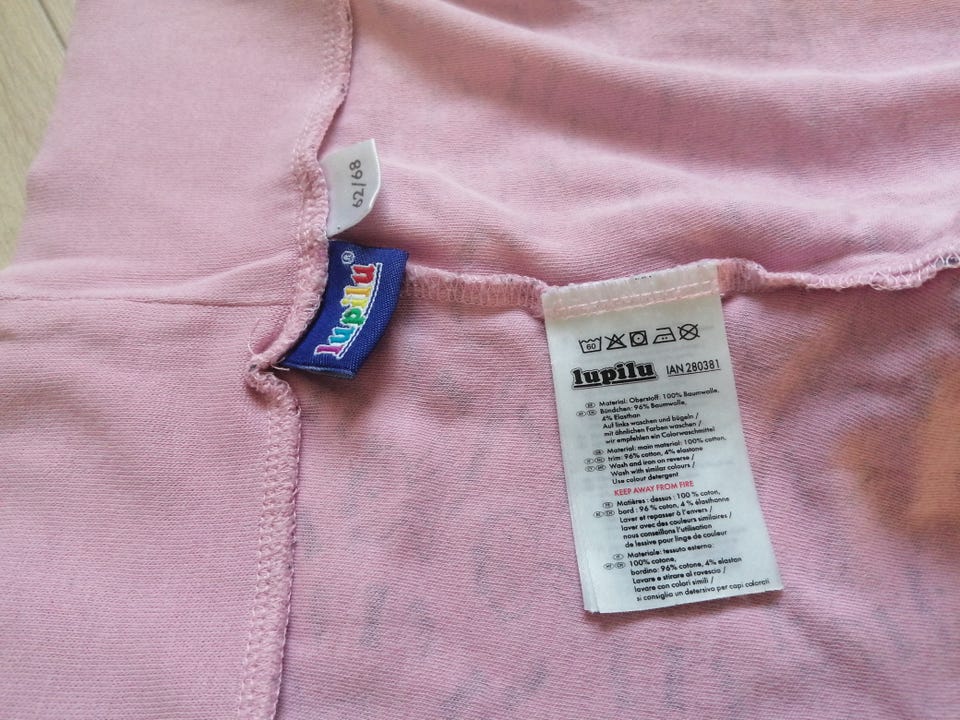 62/68
lupilu®
60
lupilu IAN 280381
Material: Oberstoff: 100% Baumwolle,
Bündchen: 96% Baumwolle,
4% Elasthan
Auf links waschen und bügeln /
mit ähnlichen Farben waschen /
wir empfehlen ein Colorwaschmittel
Material: main material: 100% cotton,
trim: 96% cotton, 4% elastane
Wash and iron on reverse /
Wash with similar colours /
Use colour detergent
KEEP AWAY FROM FIRE
Matières : dessus : 100 % coton,
bord : 96 % coton, 4 % élasthanne
Laver et repasser à l'envers /
laver avec des couleurs similaires /
nous conseillons l'utilisation
de lessive pour linge de couleur
Materiale: tessuto esterno:
100% cotone,
bordino: 96% cotone, 4% elastan
Lavare e stirare al rovescio /
lavare con colori simili /
si consiglia un detersivo per capi colorati